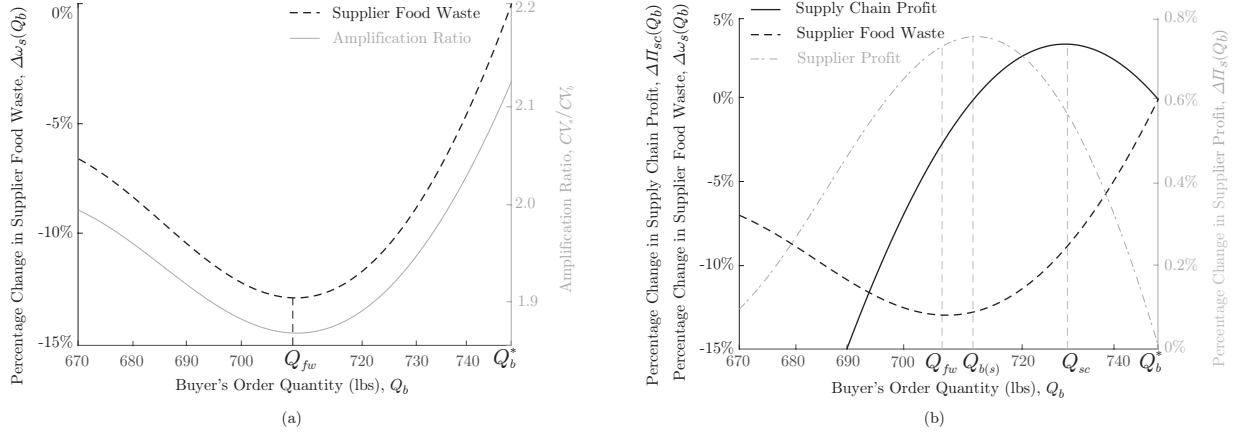 Supplier Food Waste
Amplification Ratio
Percentage Change in Supplier Food Waste, Δω_s(Q_b)
0%
-5%
-10%
-15%
2.2
2.1
2.0
1.9
Amplification Ratio, CV_s/CV_b
670 680 690 700 Q_fw 720 730 740 Q_b^*
Buyer's Order Quantity (lbs), Q_b
(a)
Supply Chain Profit
Supplier Food Waste
Supplier Profit
Percentage Change in Supply Chain Profit, ΔΠ_sc(Q_b)
Percentage Change in Supplier Food Waste, Δω_s(Q_b)
5%
0%
-5%
-10%
-15%
0.8%
0.6%
0.4%
0.2%
0%
Percentage Change in Supplier Profit, ΔΠ_s(Q_b)
670 680 690 700 Q_fw Q_b(s) 720 Q_sc 740 Q_b^*
Buyer's Order Quantity (lbs), Q_b
(b)